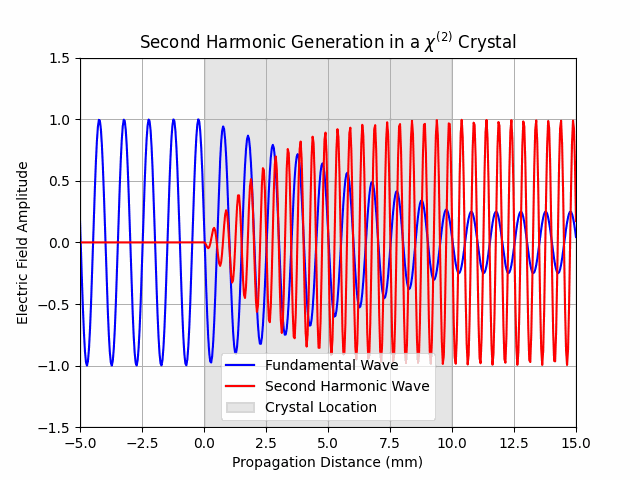 Second Harmonic Generation in a χ(2) Crystal
1.5
1.0
0.5
0.0
−0.5
−1.0
−1.5
Electric Field Amplitude
Fundamental Wave
Second Harmonic Wave
Crystal Location
−5.0 −2.5 0.0 2.5 5.0 7.5 10.0 12.5 15.0
Propagation Distance (mm)